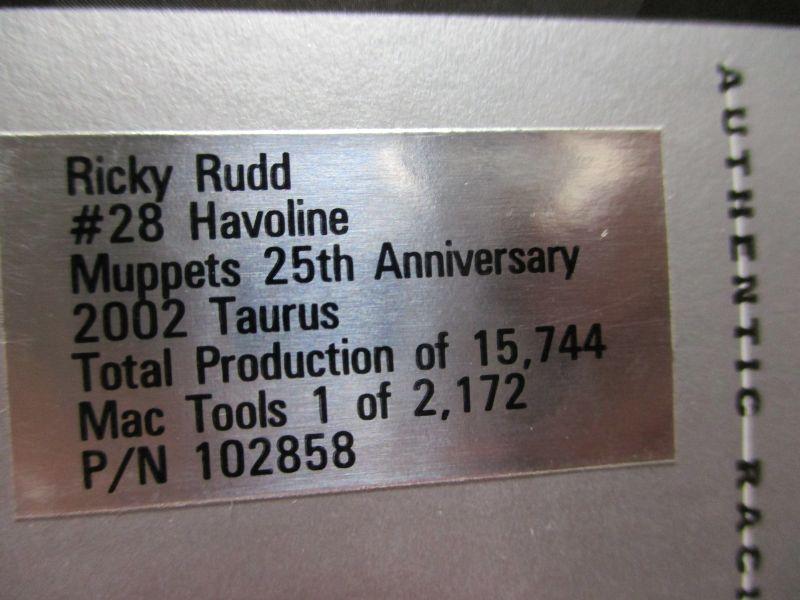 Ricky Rudd
#28 Havoline
Muppets 25th Anniversary
2002 Taurus
Total Production of 15,744
Mac Tools 1 of 2,172
P/N 102858
AUTHENTIC RACI